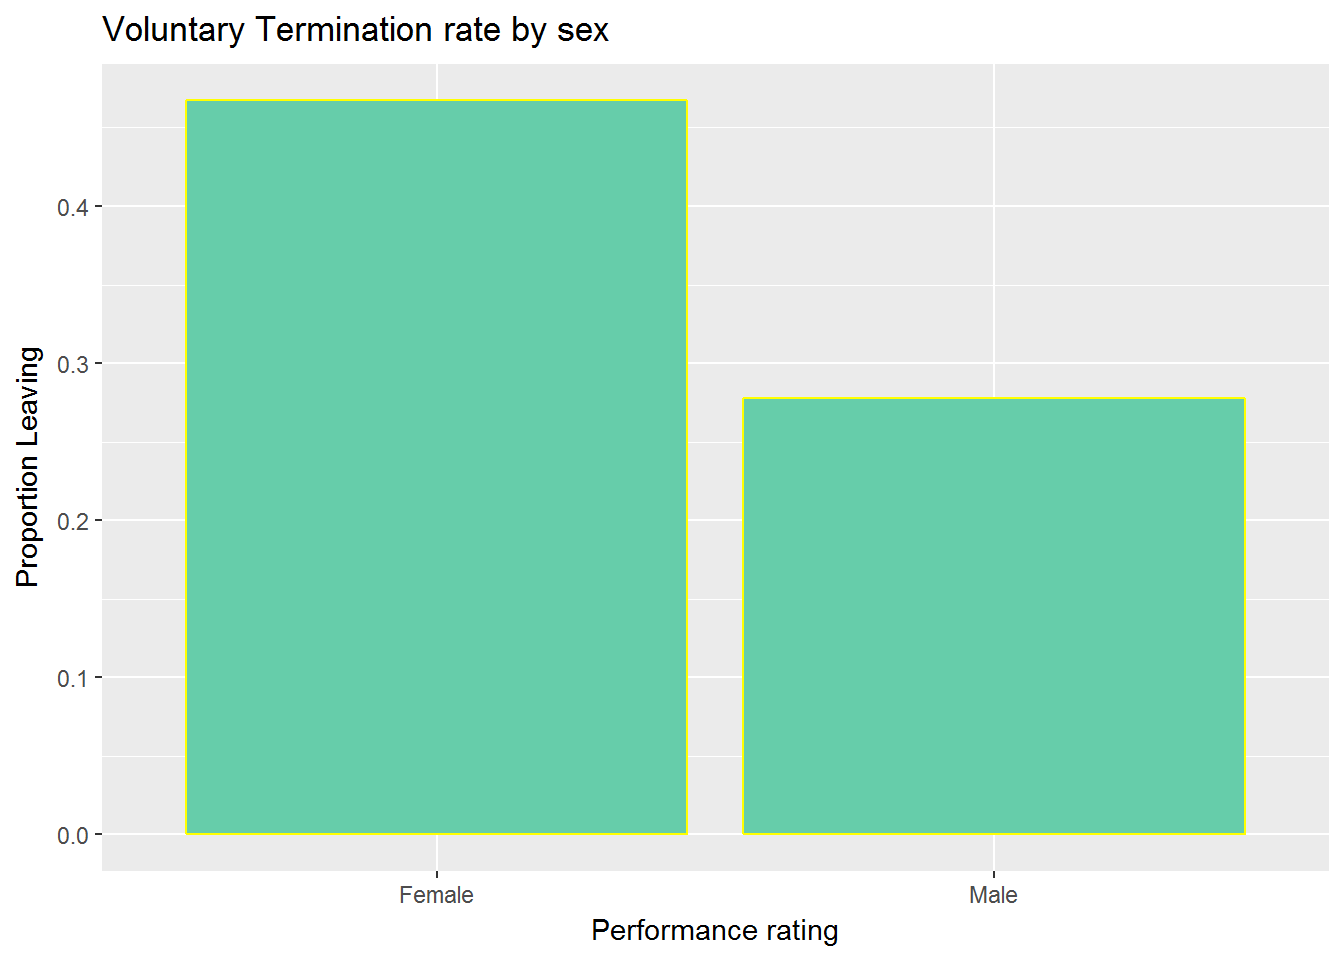 Voluntary Termination rate by sex
Proportion Leaving
0.4
0.3
0.2
0.1
0.0
Female
Male
Performance rating